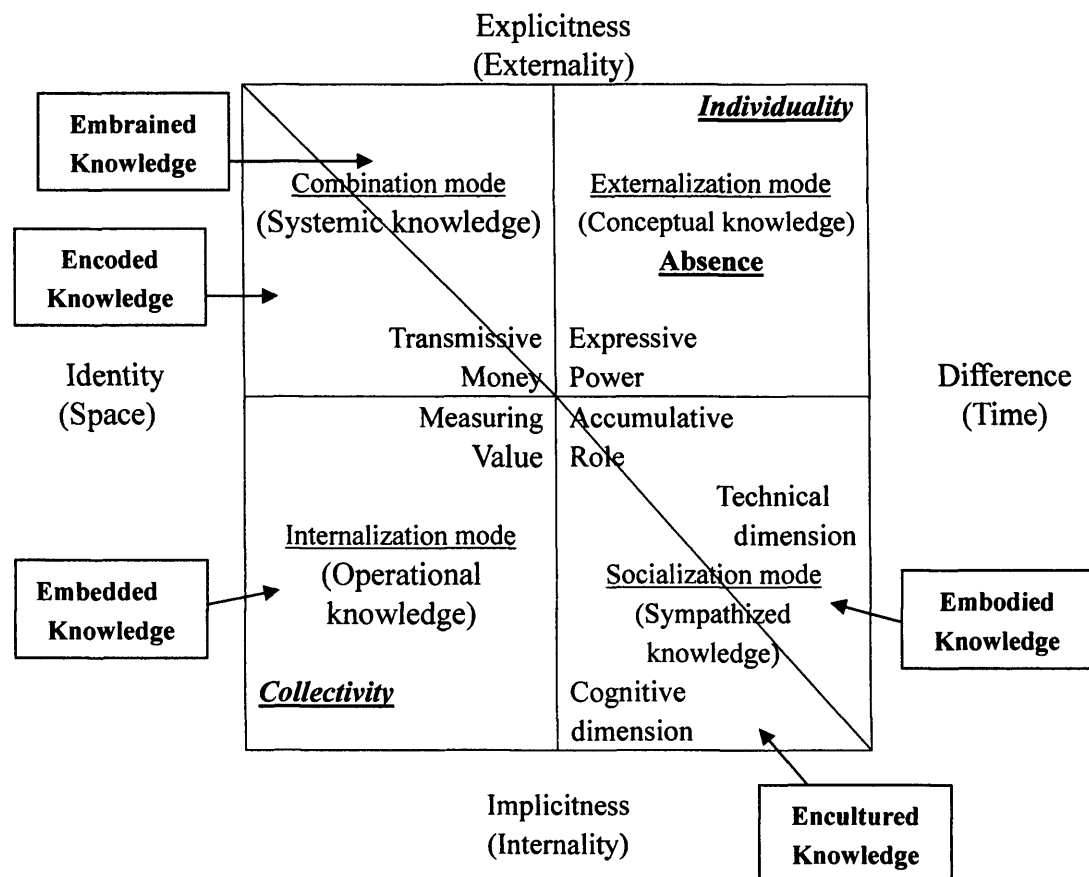 Explicitness
(Externality)
Individuality
Embrained
Knowledge
Combination mode
(Systemic knowledge)
Externalization mode
(Conceptual knowledge)
Absence
Encoded
Knowledge
Transmissive
Money
Expressive
Power
Identity
(Space)
Difference
(Time)
Measuring
Value
Accumulative
Role
Technical
dimension
Internalization mode
(Operational
knowledge)
Socialization mode
(Sympathized
knowledge)
Embedded
Knowledge
Embodied
Knowledge
Collectivity
Cognitive
dimension
Implicitness
(Internality)
Encultured
Knowledge